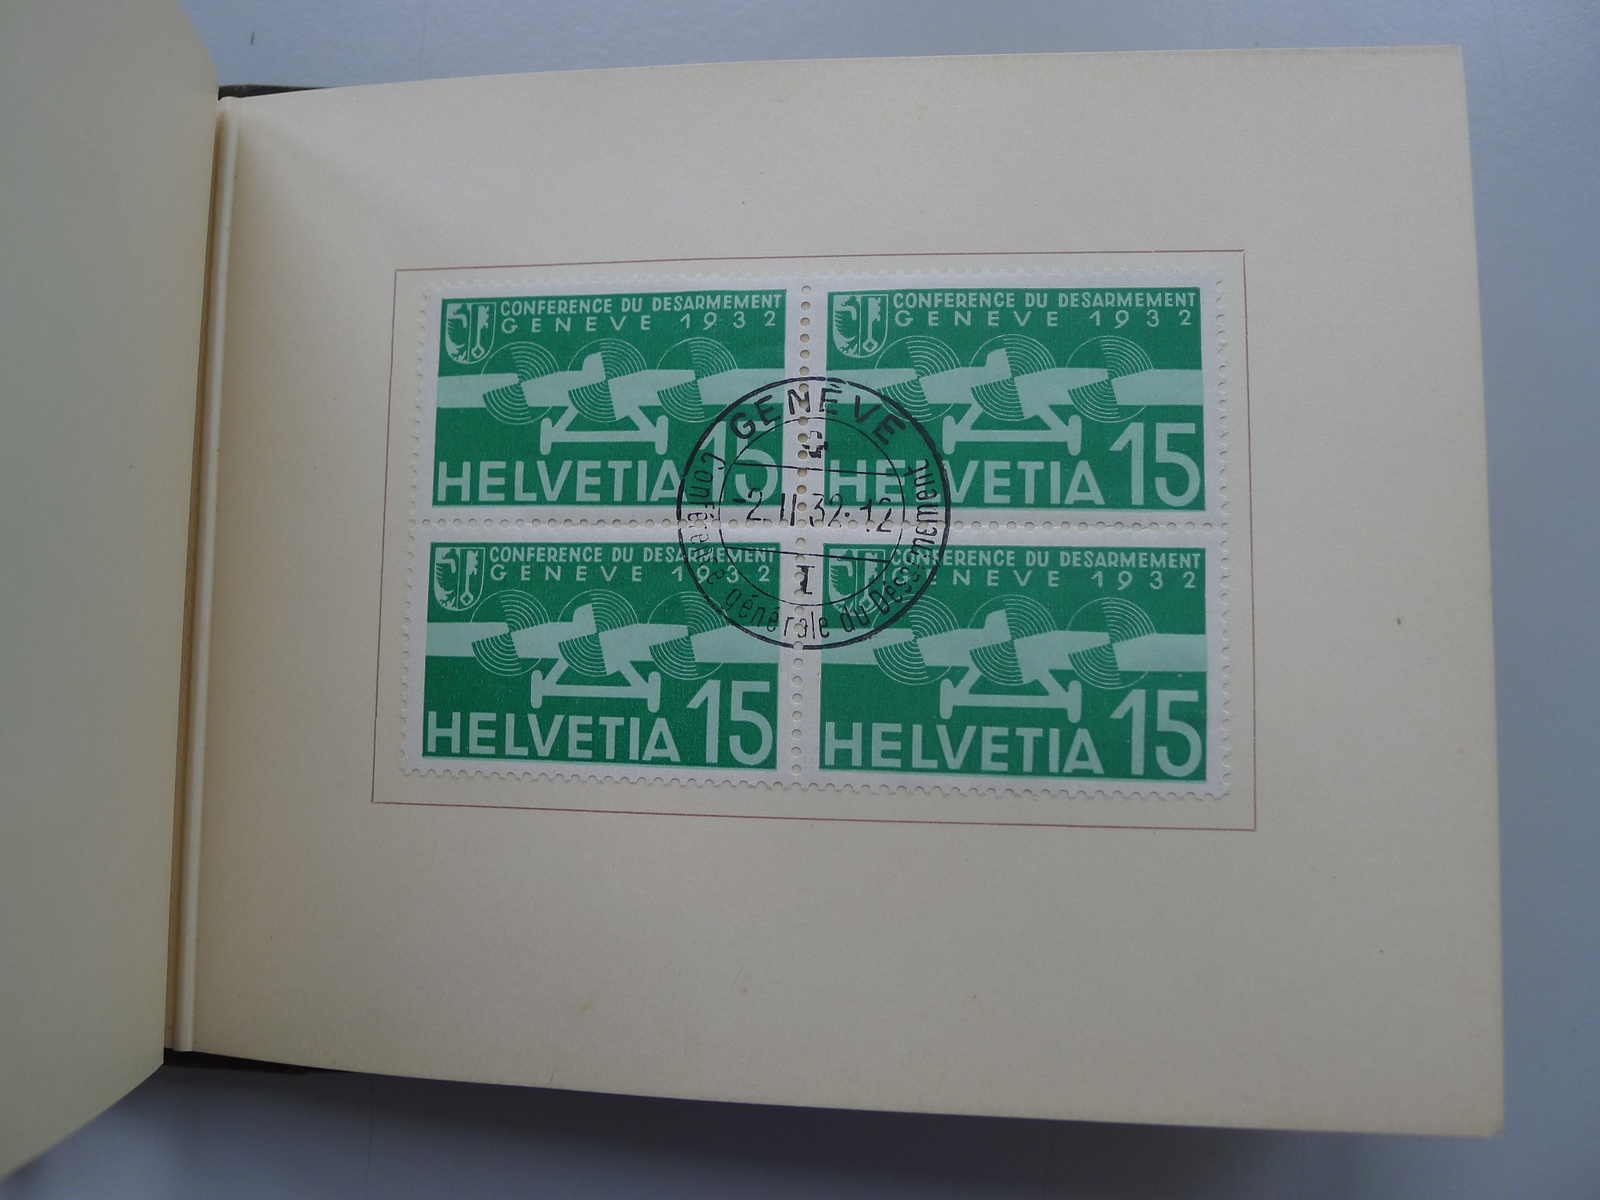 CONFERENCE DU DESARMEMENT
GENEVE 1932
HELVETIA 15
CONFERENCE DU DESARMEMENT
GENEVE 1932
HELVETIA 15
CONFERENCE DU DESARMEMENT
GENEVE 1932
HELVETIA 15
CONFERENCE DU DESARMEMENT
GENEVE 1932
HELVETIA 15
GENÈVE
2.II.32.-12
I
Conférence générale du Désarmement